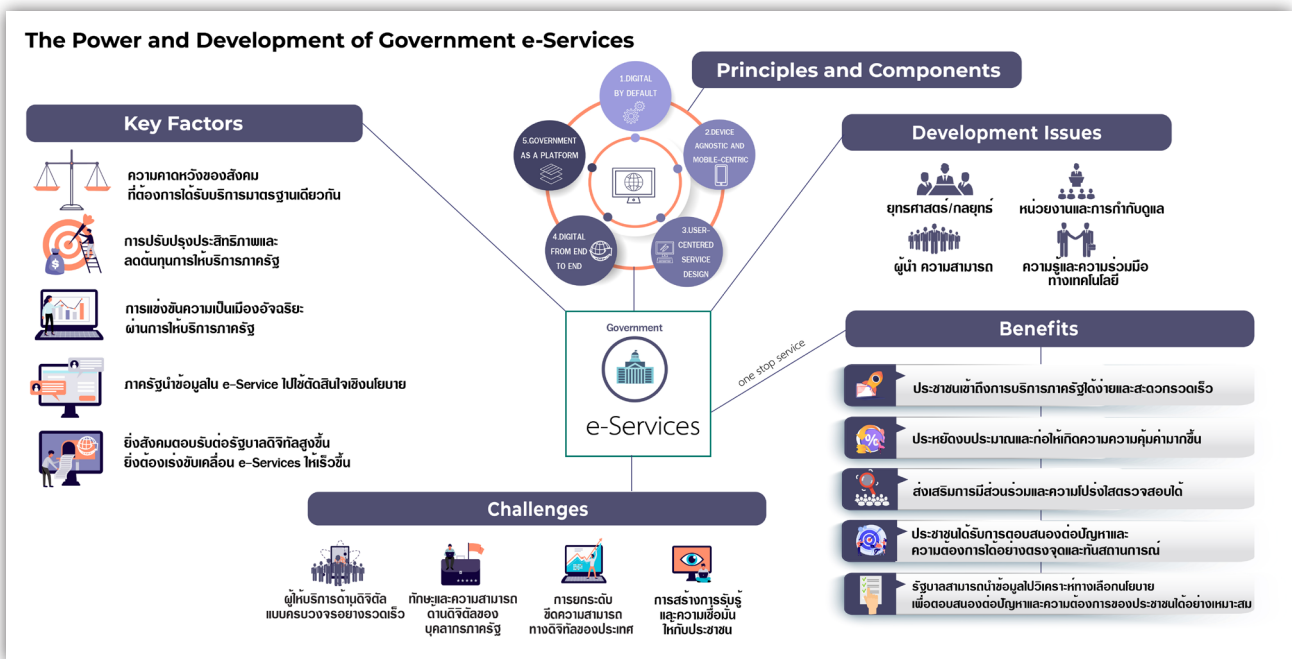 The Power and Development of Government e-Services
Principles and Components
1.DIGITAL
BY DEFAULT
2.DEVICE
AGNOSTIC AND
MOBILE-CENTRIC
3.USER-
CENTERED
SERVICE
DESIGN
4.DIGITAL
FROM END
TO END
5.GOVERNMENT
AS A PLATFORM
Key Factors
ความคาดหวังของสังคม
ที่ต้องการได้รับบริการมาตรฐานเดียวกัน
การปรับปรุงประสิทธิภาพและ
ลดต้นทุนการให้บริการภาครัฐ
การแข่งขันความเป็นเมืองอัจฉริยะ
ผ่านการให้บริการภาครัฐ
ภาครัฐนำข้อมูลใน e-Service ไปใช้ตัดสินใจเชิงนโยบาย
ยิ่งสังคมตอบรับต่อรัฐบาลดิจิทัลสูงขึ้น
ยิ่งต้องเร่งขับเคลื่อน e-Services ให้เร็วขึ้น
Development Issues
ยุทธศาสตร์/กลยุทธ์
หน่วยงานและการกำกับดูแล
ผู้นำ ความสามารถ
ความรู้และความร่วมมือ
ทางเทคโนโลยี
Government
e-Services
one stop service
Benefits
ประชาชนเข้าถึงการบริการภาครัฐได้ง่ายและสะดวกรวดเร็ว
%
ประหยัดงบประมาณและก่อให้เกิดความความคุ้มค่ามากขึ้น
ส่งเสริมการมีส่วนร่วมและความโปร่งใสตรวจสอบได้
ประชาชนได้รับการตอบสนองต่อปัญหาและ
ความต้องการได้อย่างตรงจุดและทันสถานการณ์
รัฐบาลสามารถนำข้อมูลไปวิเคราะห์ทางเลือกนโยบาย
เพื่อตอบสนองต่อปัญหาและความต้องการของประชาชนได้อย่างเหมาะสม
Challenges
ผู้ให้บริการด้านดิจิตัล
แบบครบวงจรอย่างรวดเร็ว
ทักษะและความสามารถ
ด้านดิจิตัลของ
บุคลากรภาครัฐ
การยกระดับ
ขีดความสามารถ
ทางดิจิทัลของประเทศ
การสร้างการรับรู้
และความเชื่อมั่น
ให้กับประชาชน